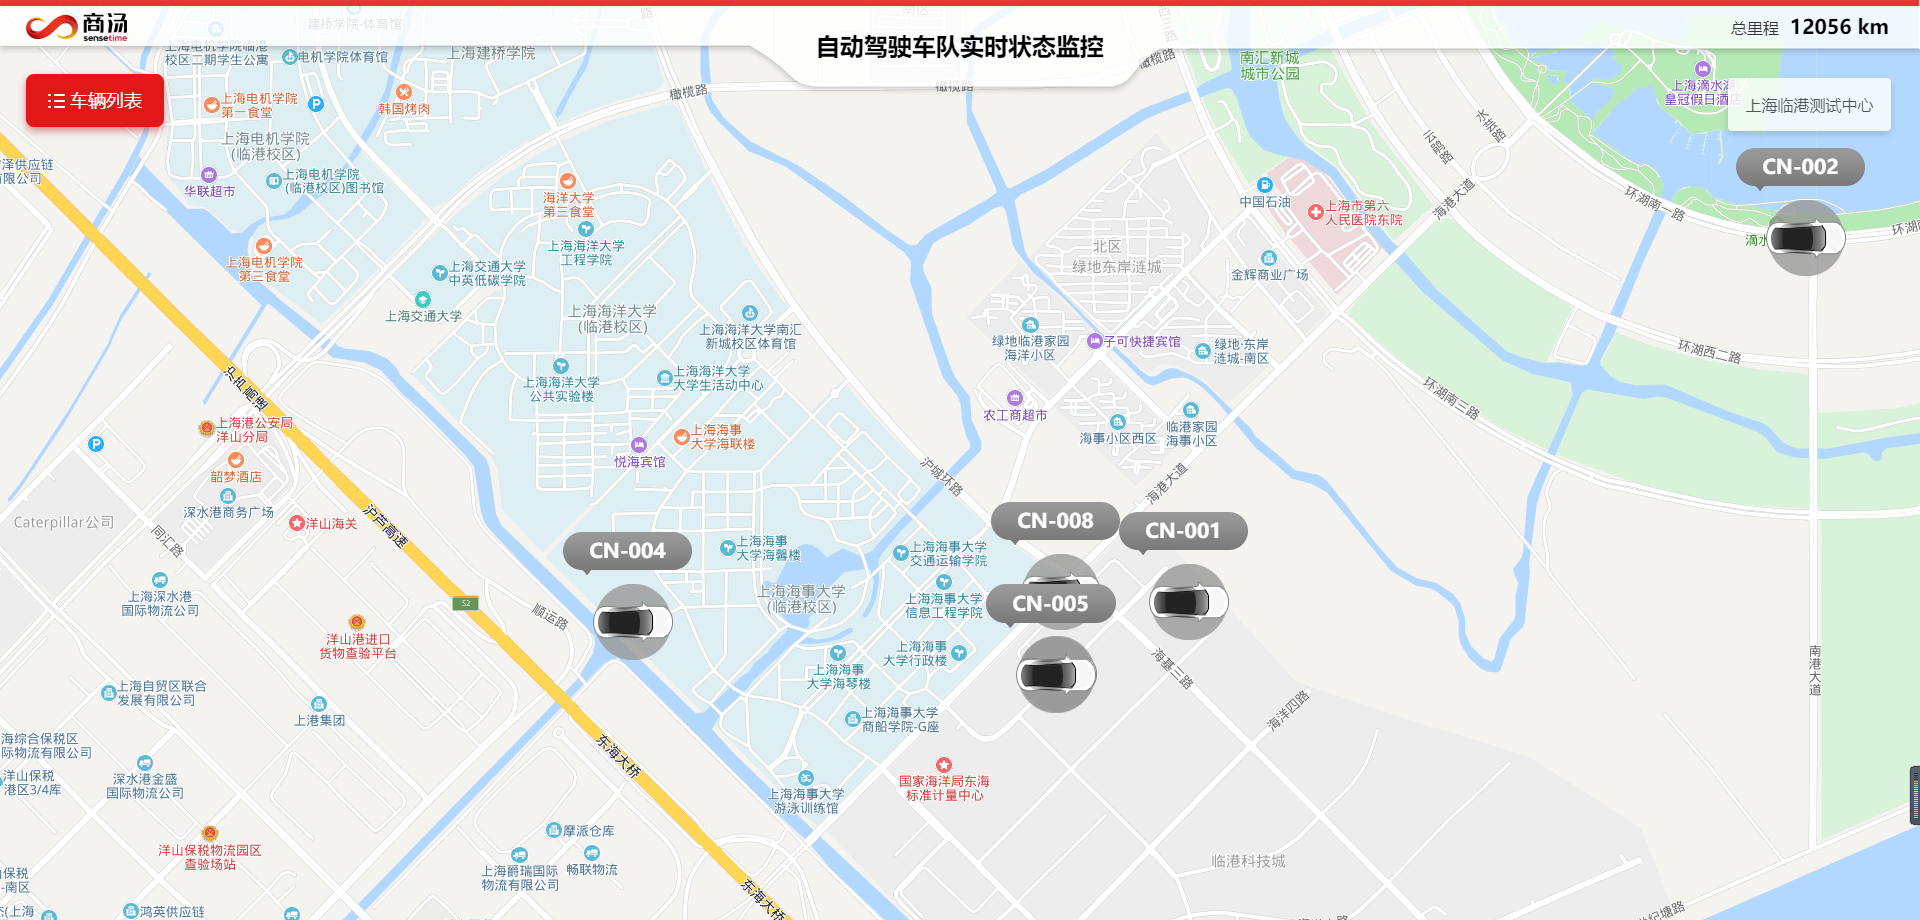 商汤
sensetime
自动驾驶车队实时状态监控
总里程 12056 km
车辆列表
上海临港测试中心
建桥学院-体育馆
上海电机学院临港
校区二期学生公寓
电机学院体育馆
上海建桥学院
橄榄路
橄榄路
橄榄路
南汇新城
城市公园
上海滴水湖
皇冠假日酒店
上海电机学院
第一食堂
韩国烤肉
上海电机学院
(临港校区)
上海电机学院
(临港校区)图书馆
华联超市
泽供应链
有限公司
海洋大学
第三食堂
上海海洋大学
工程学院
上海电机学院
第三食堂
上海交通大学
中英低碳学院
上海交通大学
上海海洋大学
(临港校区)
上海海洋大学南汇
新城校区体育馆
上海海洋大学
大学生活动中心
上海海洋大学
公共实验楼
上海海事
大学海联楼
悦海宾馆
中国石油
上海市第六
人民医院东院
金辉商业广场
北区
绿地东岸涟城
绿地临港家园
海洋小区
子可快捷宾馆
绿地·东岸
涟城-南区
农工商超市
海事小区西区
临港家园
海事小区
水芸路
云鹃路
海港大道
环湖南一路
环湖西二路
环湖南三路
滴水
CN-002
沪芦高速
上海港公安局
洋山分局
韶梦酒店
深水港商务广场
洋山海关
Caterpillar公司
同汇路
沪芦高速
沪城环路
海港大道
CN-008
CN-001
CN-004
CN-005
上海海事
大学海馨楼
上海海事大学
交通运输学院
上海海事大学
(临港校区)
上海海事大学
信息工程学院
上海海事
大学行政楼
上海海事
大学海琴楼
上海海事大学
商船学院-G座
上海深水港
国际物流公司
S2
顺运路
洋山港进口
货物查验平台
上海自贸区联合
发展有限公司
上港集团
海综合保税区
际物流有限公司
洋山保税
港区3/4库
深水港金盛
国际物流公司
东海大桥
海基三路
海洋四路
南港大道
国家海洋局东海
标准计量中心
上海海事大学
游泳训练馆
洋山保税物流园区
查验场站
摩派仓库
上海爵瑞国际
物流有限公司
畅联物流
临港科技城
保税
-南区
鸿英供应链
东海大桥